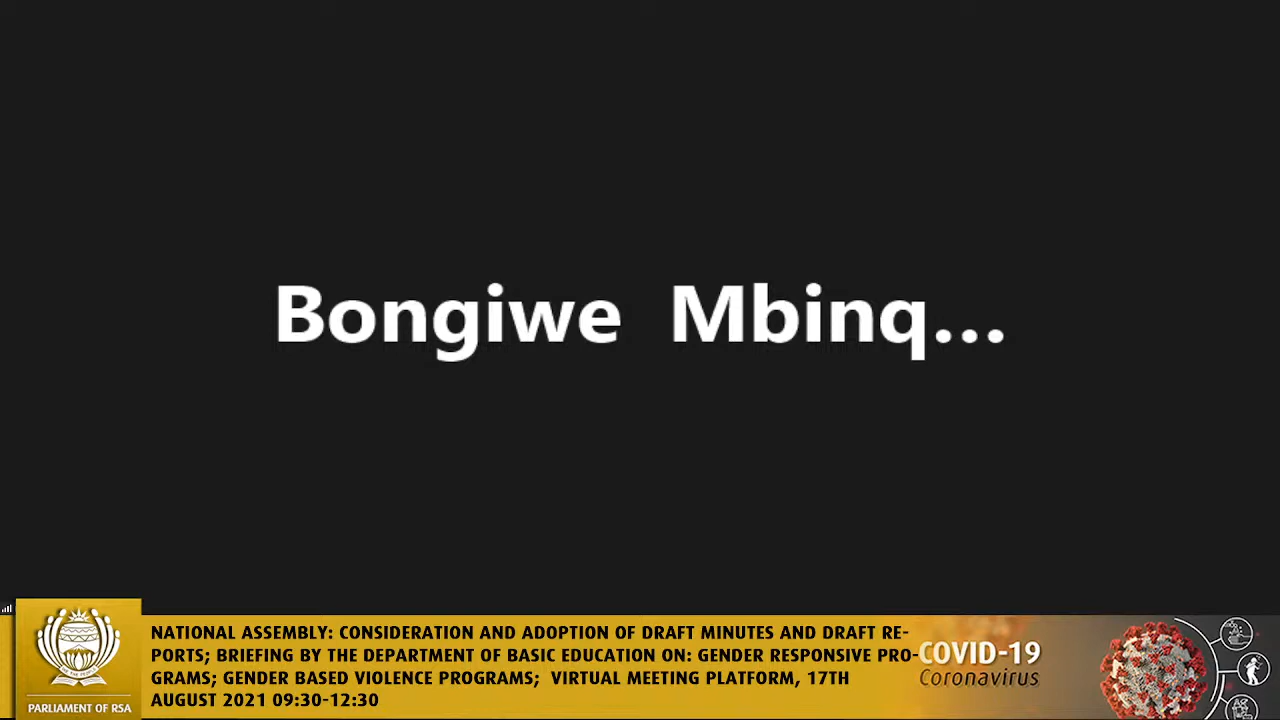 Bongiwe Mbinq...
NATIONAL ASSEMBLY: CONSIDERATION AND ADOPTION OF DRAFT MINUTES AND DRAFT RE-
PORTS; BRIEFING BY THE DEPARTMENT OF BASIC EDUCATION ON: GENDER RESPONSIVE PRO-
GRAMS; GENDER BASED VIOLENCE PROGRAMS; VIRTUAL MEETING PLATFORM, 17TH
AUGUST 2021 09:30-12:30
PARLIAMENT OF RSA
COVID-19
Coronavirus